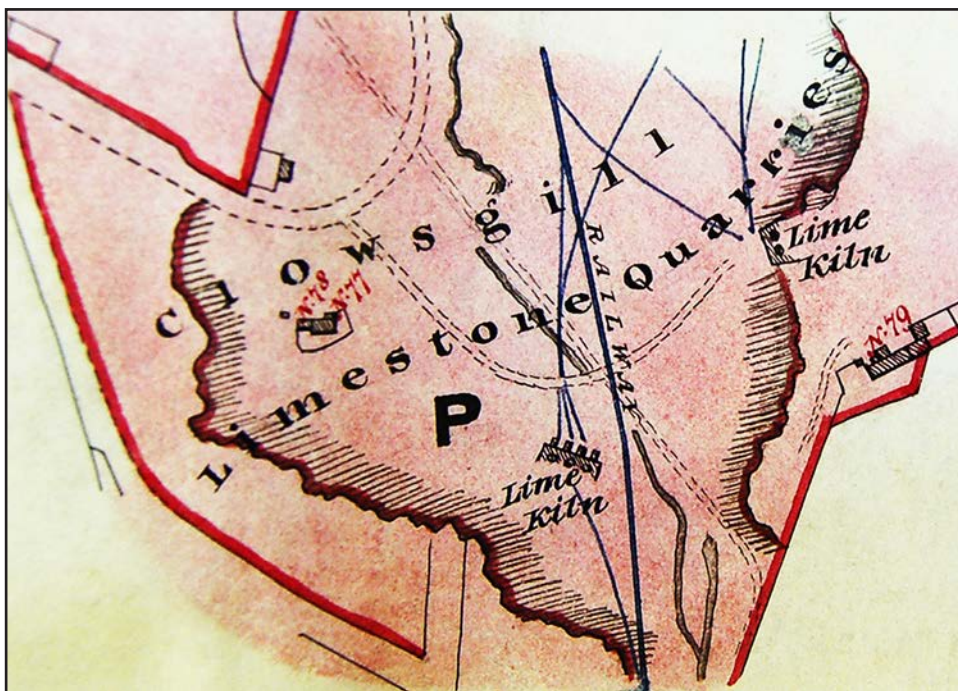 Clowsgill
Limestone Quarries
RAILWAY
Lime
Kiln
No 78
No 77
No 79
P
Lime
Kiln